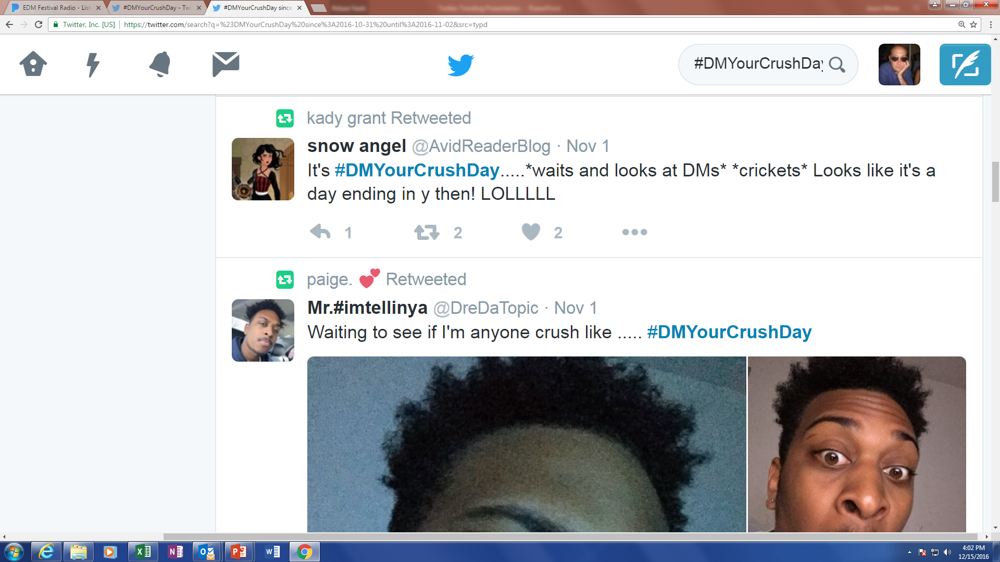 EDM Festival Radio - List
#DMYourCrushDay - Twi
#DMYourCrushDay since
Twitter, Inc. [US]
https://twitter.com/search?q=%23DMYourCrushDay%20since%3A2016-10-31%20until%3A2016-11-02&src=typd
#DMYourCrushDay
kady grant Retweeted
snow angel @AvidReaderBlog · Nov 1
It's #DMYourCrushDay.....*waits and looks at DMs* *crickets* Looks like it's a
day ending in y then! LOLLLLL
1 2 2
paige. 💕 Retweeted
Mr.#imtellinya @DreDaTopic · Nov 1
Waiting to see if I'm anyone crush like ..... #DMYourCrushDay
4:02 PM
12/15/2016